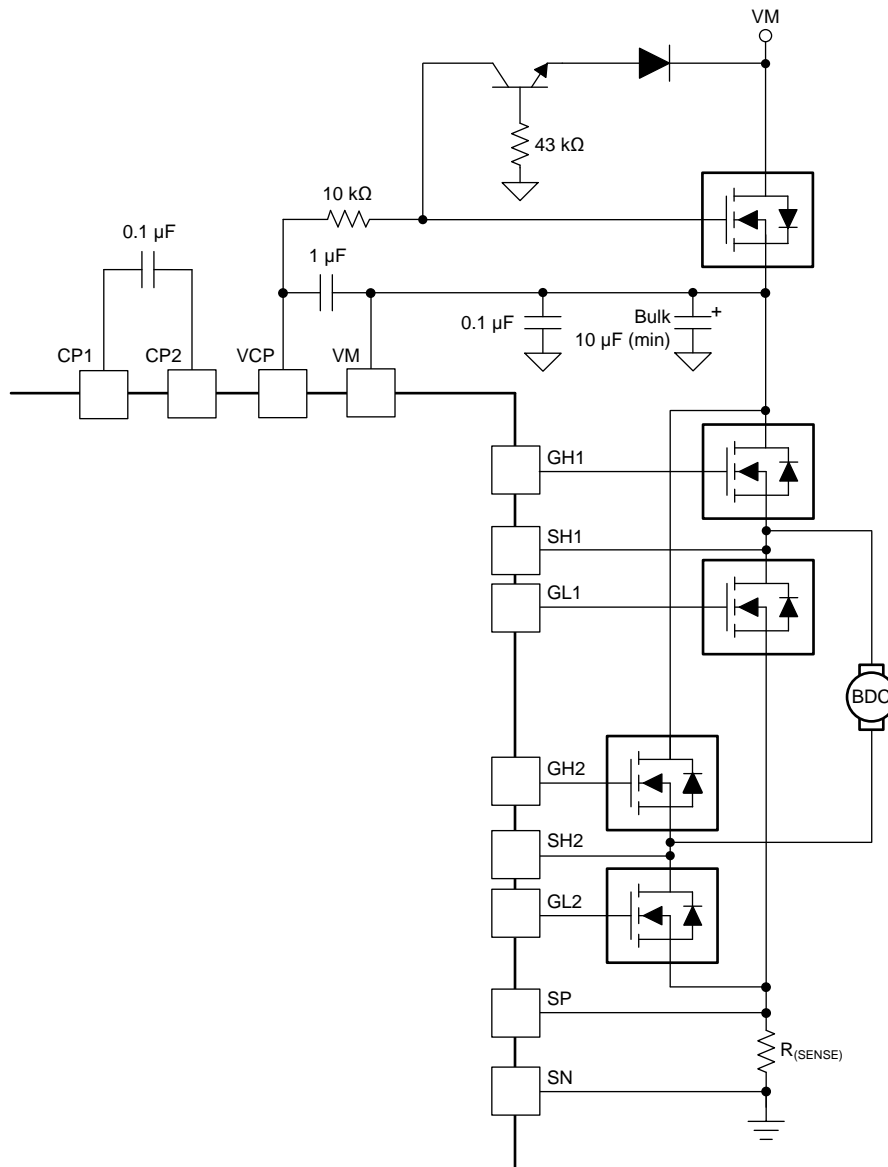 VM
43 kΩ
10 kΩ
0.1 µF
1 µF
0.1 µF
Bulk
10 µF (min)
+
CP1
CP2
VCP
VM
GH1
SH1
GL1
BDC
GH2
SH2
GL2
SP
R(SENSE)
SN